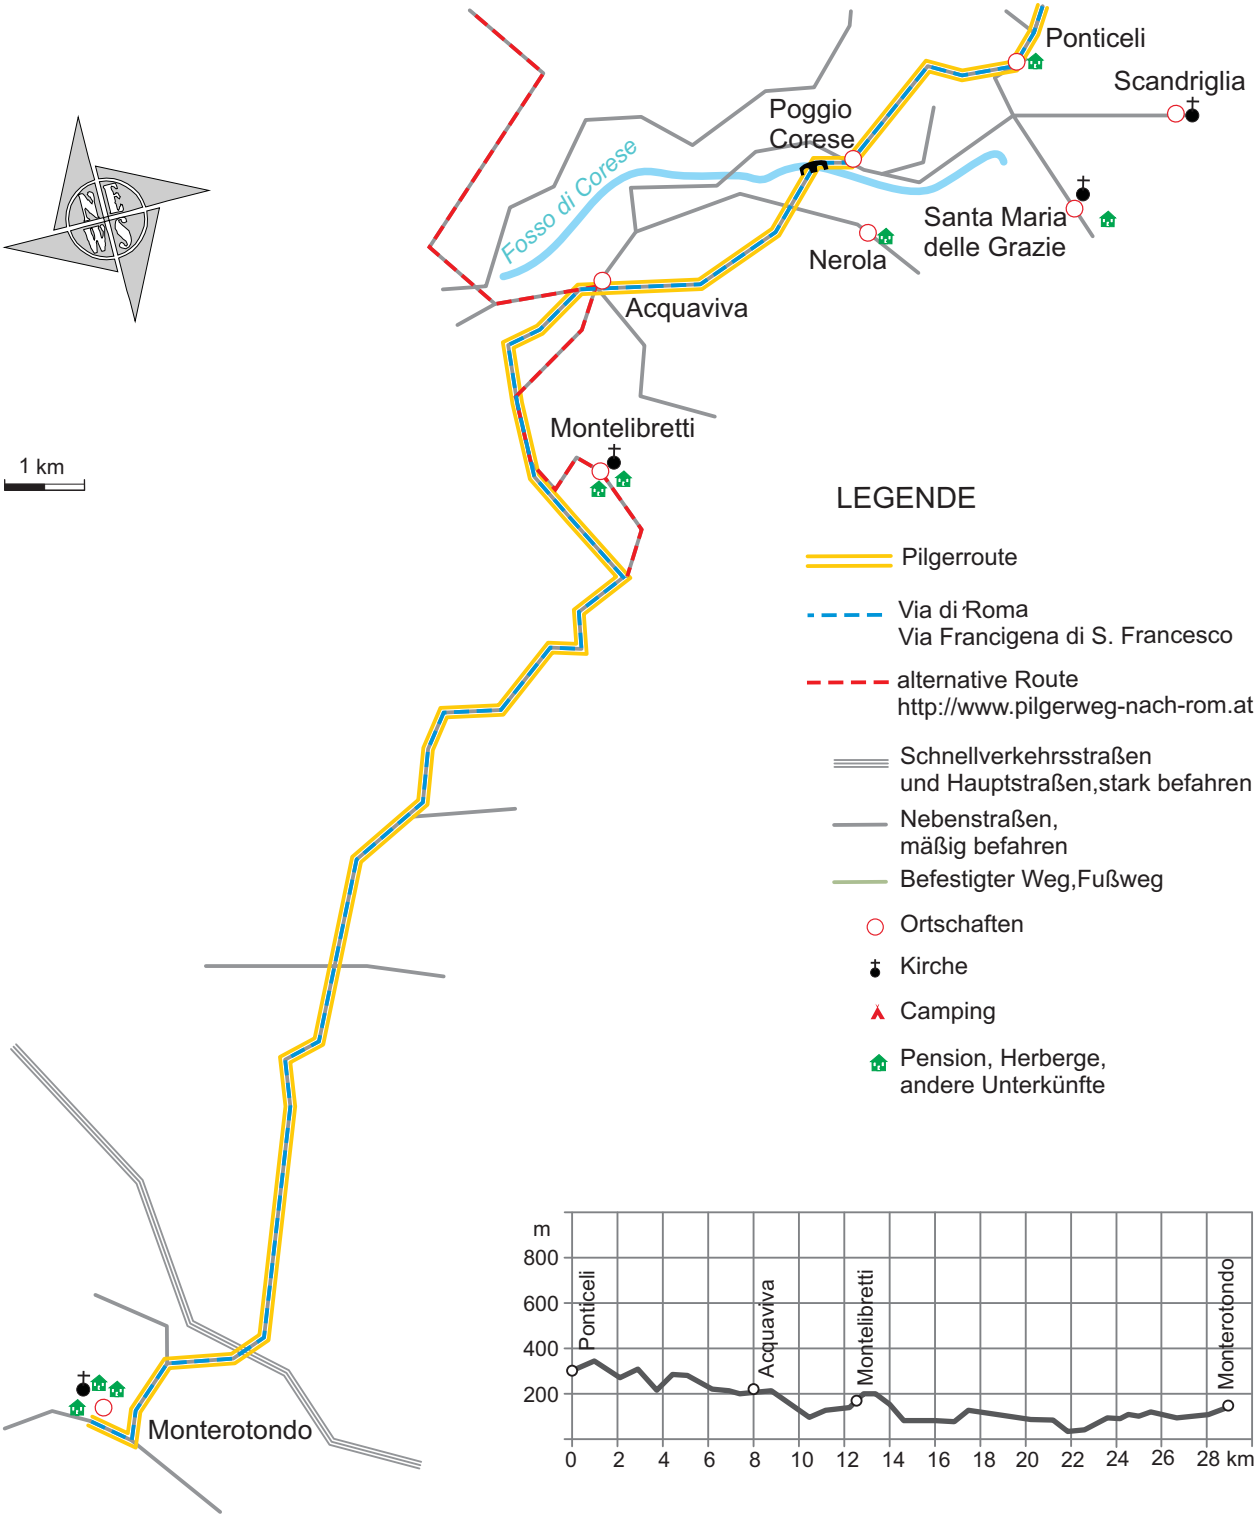 Ponticeli
Scandriglia
Poggio
Corese
Fosso di Corese
Santa Maria
delle Grazie
Nerola
Acquaviva
Montelibretti
1 km
LEGENDE
Pilgerroute
Via di Roma
Via Francigena di S. Francesco
alternative Route
http://www.pilgerweg-nach-rom.at
Schnellverkehrsstraßen
und Hauptstraßen,stark befahren
Nebenstraßen,
mäßig befahren
Befestigter Weg,Fußweg
Ortschaften
Kirche
Camping
Pension, Herberge,
andere Unterkünfte
Monterotondo
m
800
600
400
200
Ponticeli
Acquaviva
Montelibretti
Monterotondo
0 2 4 6 8 10 12 14 16 18 20 22 24 26 28 km